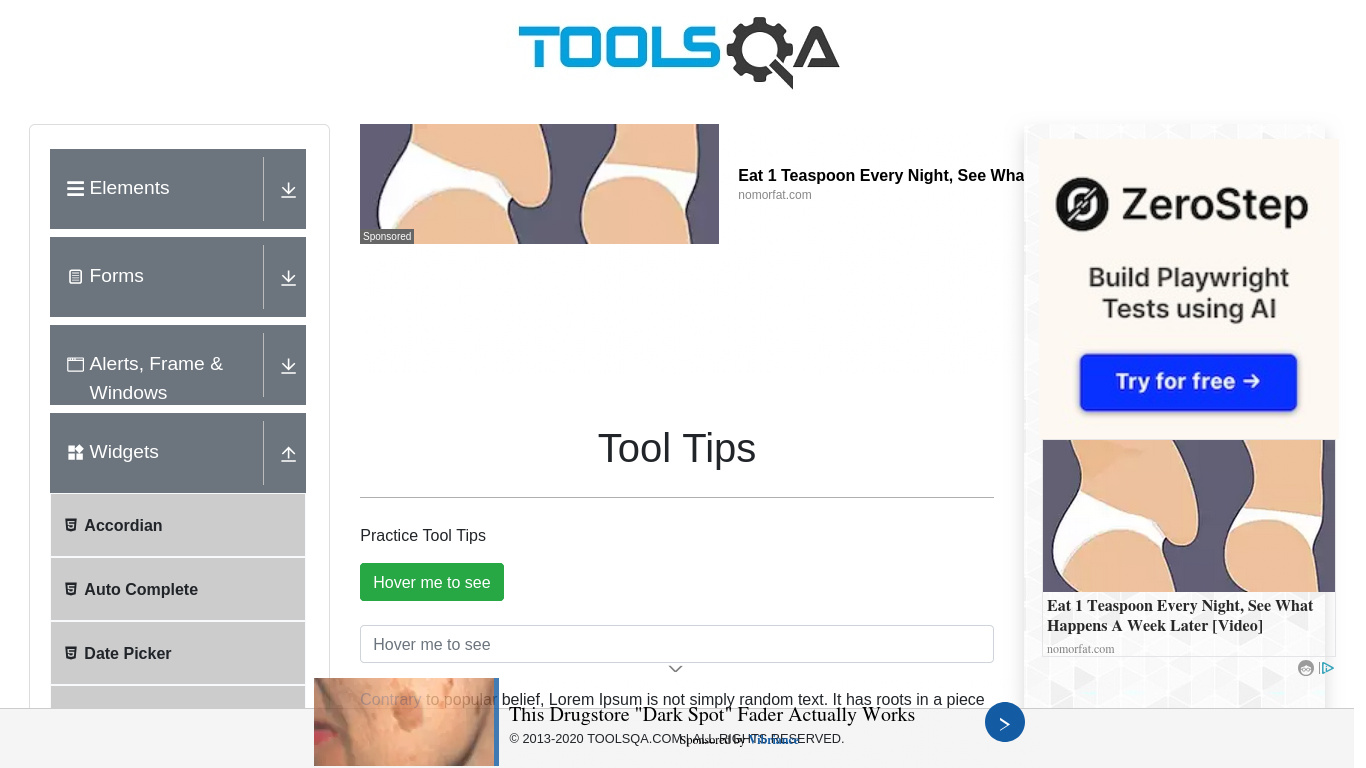 TOOLSQA
Elements
Forms
Alerts, Frame &
Windows
Widgets
Accordian
Auto Complete
Date Picker
Sponsored
Eat 1 Teaspoon Every Night, See Wha
nomorfat.com
Tool Tips
Practice Tool Tips
Hover me to see
Hover me to see
Contrary to popular belief, Lorem Ipsum is not simply random text. It has roots in a piece
ZeroStep
Build Playwright
Tests using AI
Try for free →
Eat 1 Teaspoon Every Night, See What
Happens A Week Later [Video]
nomorfat.com
This Drugstore "Dark Spot" Fader Actually Works
Sponsored by Vibriance
© 2013-2020 TOOLSQA.COM | ALL RIGHTS RESERVED.